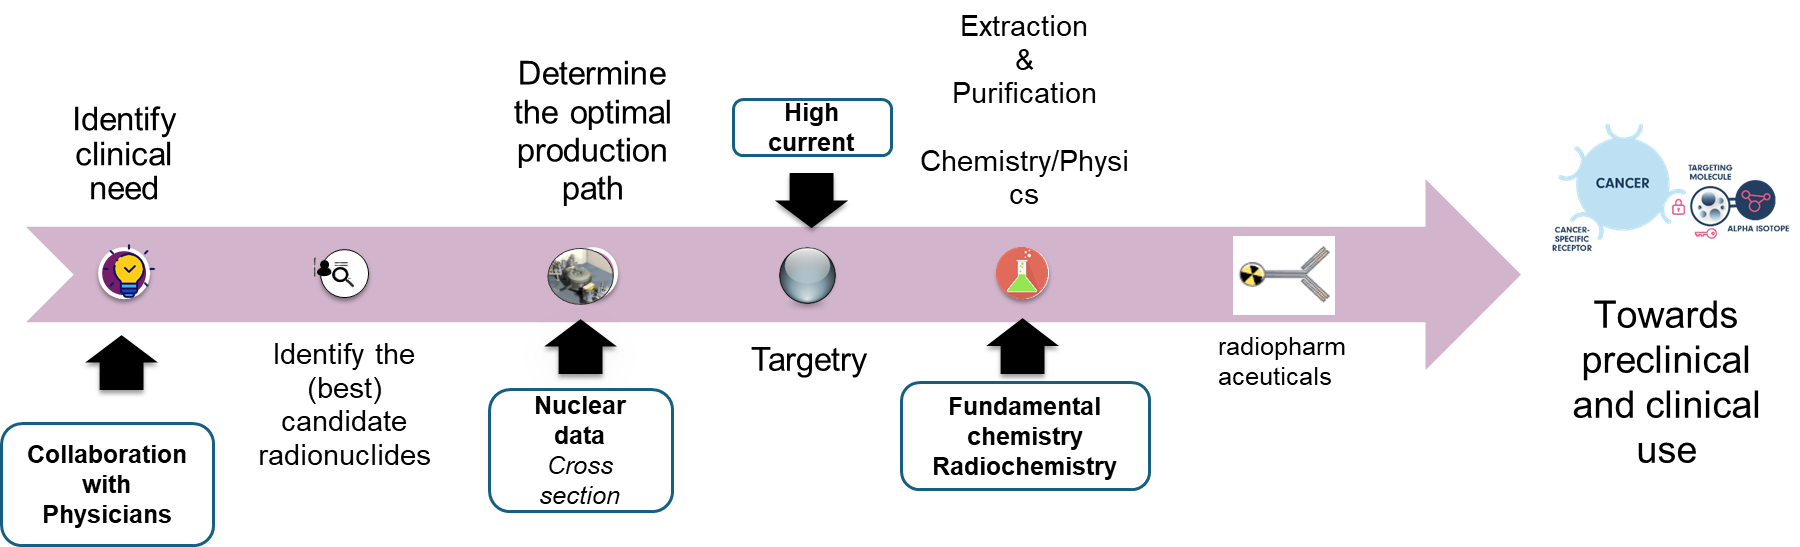 Identify
clinical
need
Collaboration
with
Physicians
Identify the
(best)
candidate
radionuclides
Determine
the optimal
production
path
Nuclear
data
Cross
section
High
current
Targetry
Extraction
&
Purification
Chemistry/Physi
cs
Fundamental
chemistry
Radiochemistry
radiopharm
aceuticals
CANCER
TARGETING
MOLECULE
ALPHA ISOTOPE
CANCER-
SPECIFIC
RECEPTOR
Towards
preclinical
and clinical
use